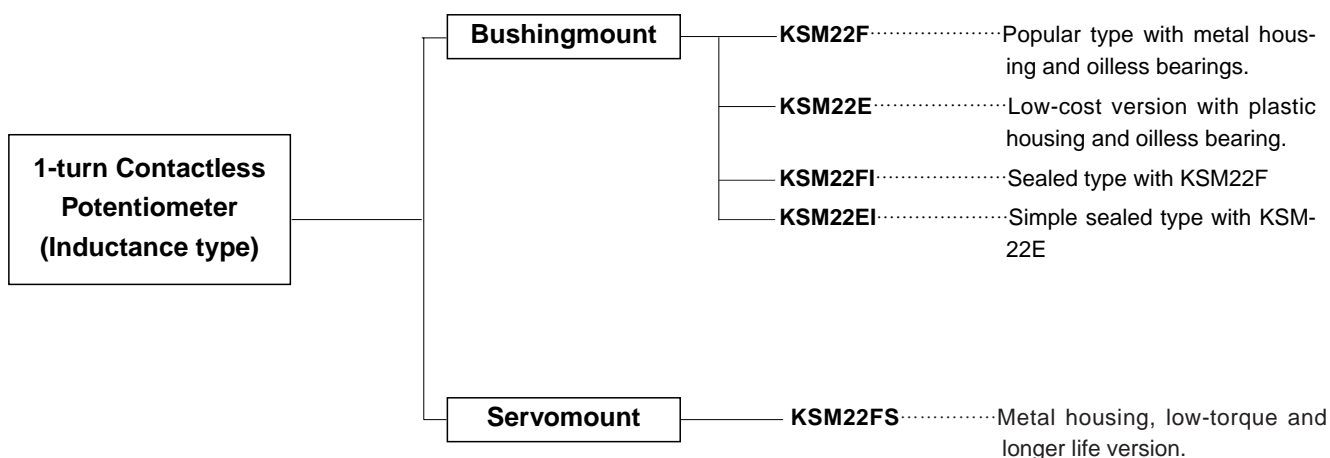 Bushingmount
KSM22F····················Popular type with metal hous-
ing and oilless bearings.
KSM22E·····················Low-cost version with plastic
housing and oilless bearing.
1-turn Contactless
Potentiometer
(Inductance type)
KSM22FI····················Sealed type with KSM22F
KSM22EI····················Simple sealed type with KSM-
22E
Servomount
KSM22FS···············Metal housing, low-torque and
longer life version.